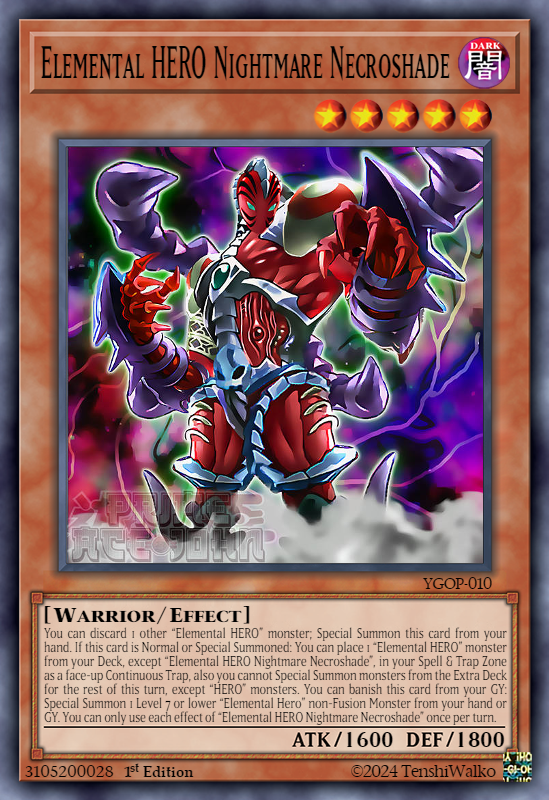 Elemental HERO Nightmare Necroshade
DARK
闇
YGOP-010
[Warrior/Effect]
You can discard 1 other “Elemental HERO” monster; Special Summon this card from your
hand. If this card is Normal or Special Summoned: You can place 1 “Elemental HERO” monster
from your Deck, except “Elemental HERO Nightmare Necroshade”, in your Spell & Trap Zone
as a face-up Continuous Trap, also you cannot Special Summon monsters from the Extra Deck
for the rest of this turn, except “HERO” monsters. You can banish this card from your GY:
Special Summon 1 Level 7 or lower “Elemental Hero” non-Fusion Monster from your hand or
GY. You can only use each effect of “Elemental HERO Nightmare Necroshade” once per turn.
ATK/1600 DEF/1800
3105200028 1st Edition ©2024 TenshiWalko